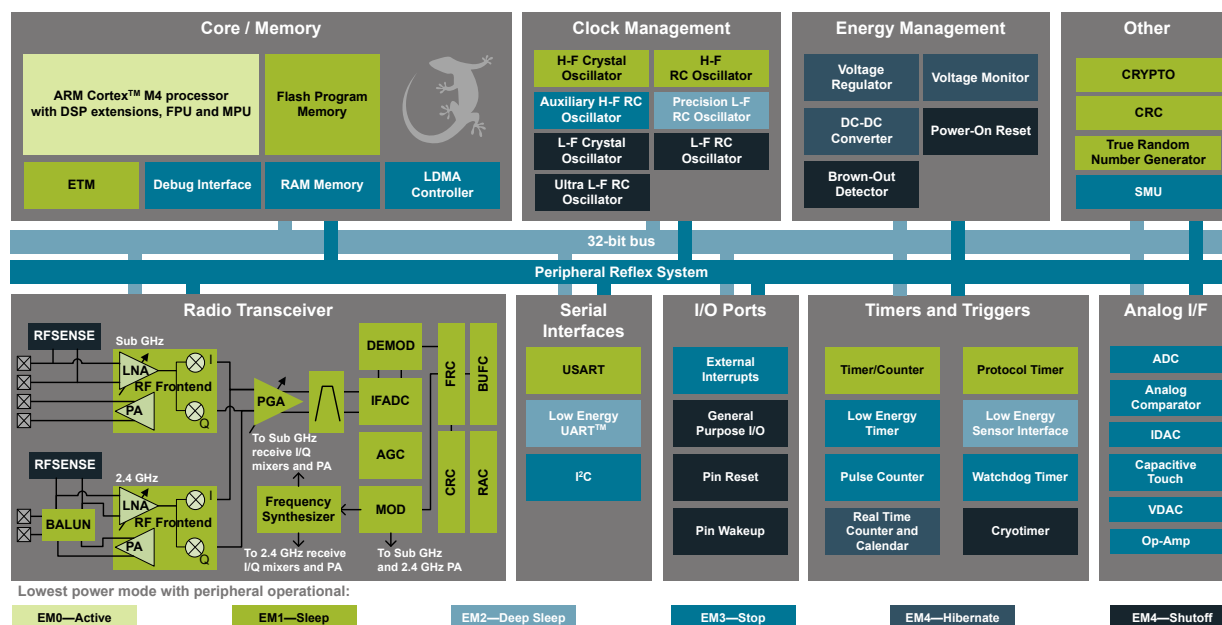 Core / Memory
ARM Cortex™ M4 processor
with DSP extensions, FPU and MPU
Flash Program
Memory
ETM
Debug Interface
RAM Memory
LDMA
Controller
Clock Management
H-F Crystal
Oscillator
H-F
RC Oscillator
Auxiliary H-F RC
Oscillator
Precision L-F
RC Oscillator
L-F Crystal
Oscillator
L-F RC
Oscillator
Ultra L-F RC
Oscillator
Energy Management
Voltage
Regulator
Voltage Monitor
DC-DC
Converter
Power-On Reset
Brown-Out
Detector
Other
CRYPTO
CRC
True Random
Number Generator
SMU
32-bit bus
Peripheral Reflex System
Radio Transceiver
RFSENSE
Sub GHz
LNA
RF Frontend
PA
I
Q
RFSENSE
2.4 GHz
BALUN
LNA
RF Frontend
PA
I
Q
PGA
To Sub GHz
receive I/Q
mixers and PA
Frequency
Synthesizer
To 2.4 GHz receive
I/Q mixers and PA
DEMOD
IFADC
AGC
MOD
To Sub GHz
and 2.4 GHz PA
FRC
BUFC
CRC
RAC
Serial
Interfaces
USART
Low Energy
UART™
I²C
I/O Ports
External
Interrupts
General
Purpose I/O
Pin Reset
Pin Wakeup
Timers and Triggers
Timer/Counter
Protocol Timer
Low Energy
Timer
Low Energy
Sensor Interface
Pulse Counter
Watchdog Timer
Real Time
Counter and
Calendar
Cryotimer
Analog I/F
ADC
Analog
Comparator
IDAC
Capacitive
Touch
VDAC
Op-Amp
Lowest power mode with peripheral operational:
EM0—Active
EM1—Sleep
EM2—Deep Sleep
EM3—Stop
EM4—Hibernate
EM4—Shutoff